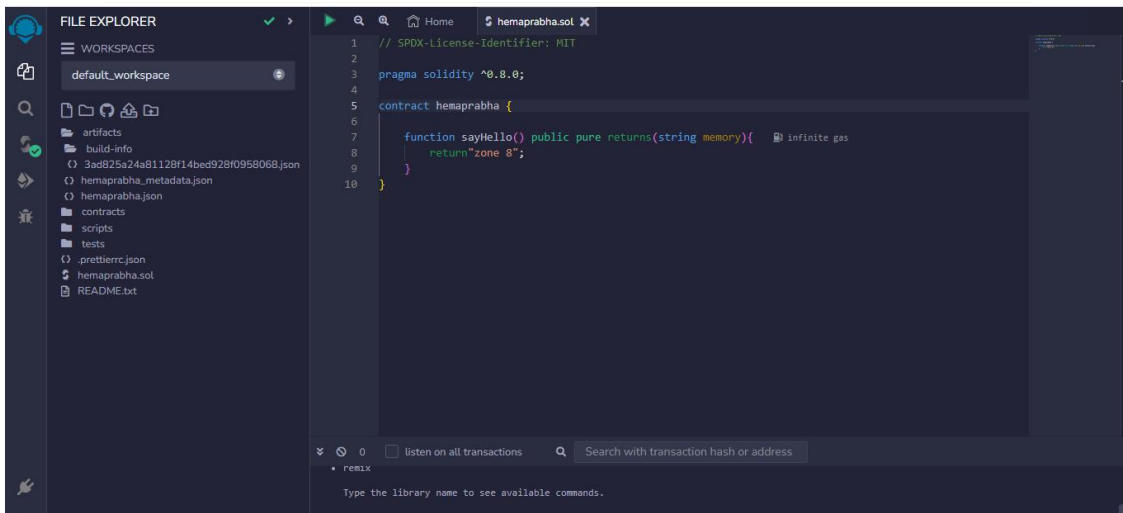 FILE EXPLORER
WORKSPACES
default_workspace
artifacts
build-info
3ad825a24a81128f14bed928f0958068.json
hemaprabha_metadata.json
hemaprabha.json
contracts
scripts
tests
.prettierrc.json
hemaprabha.sol
README.txt
Home
hemaprabha.sol
1 // SPDX-License-Identifier: MIT
2
3 pragma solidity ^0.8.0;
4
5 contract hemaprabha {
6
7 function sayHello() public pure returns(string memory){ infinite gas
8 return"zone 8";
9 }
10 }
0 listen on all transactions Search with transaction hash or address
remix
Type the library name to see available commands.